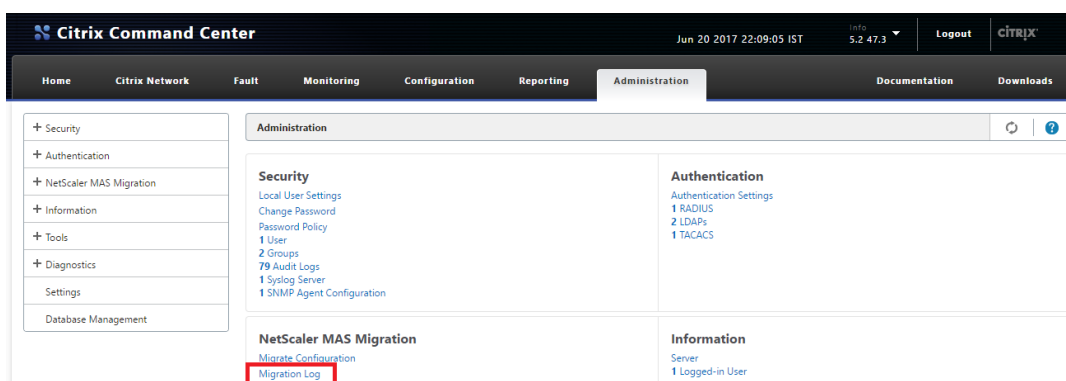 Citrix Command Center
Jun 20 2017 22:09:05 IST
Info
5.2 47.3
Logout
CITRIX
Home Citrix Network Fault Monitoring Configuration Reporting Administration Documentation Downloads
+ Security
+ Authentication
+ NetScaler MAS Migration
+ Information
+ Tools
+ Diagnostics
Settings
Database Management
Administration
?
Security
Local User Settings
Change Password
Password Policy
1 User
2 Groups
79 Audit Logs
1 Syslog Server
1 SNMP Agent Configuration
Authentication
Authentication Settings
1 RADIUS
2 LDAPs
1 TACACS
NetScaler MAS Migration
Migrate Configuration
Migration Log
Information
Server
1 Logged-in User